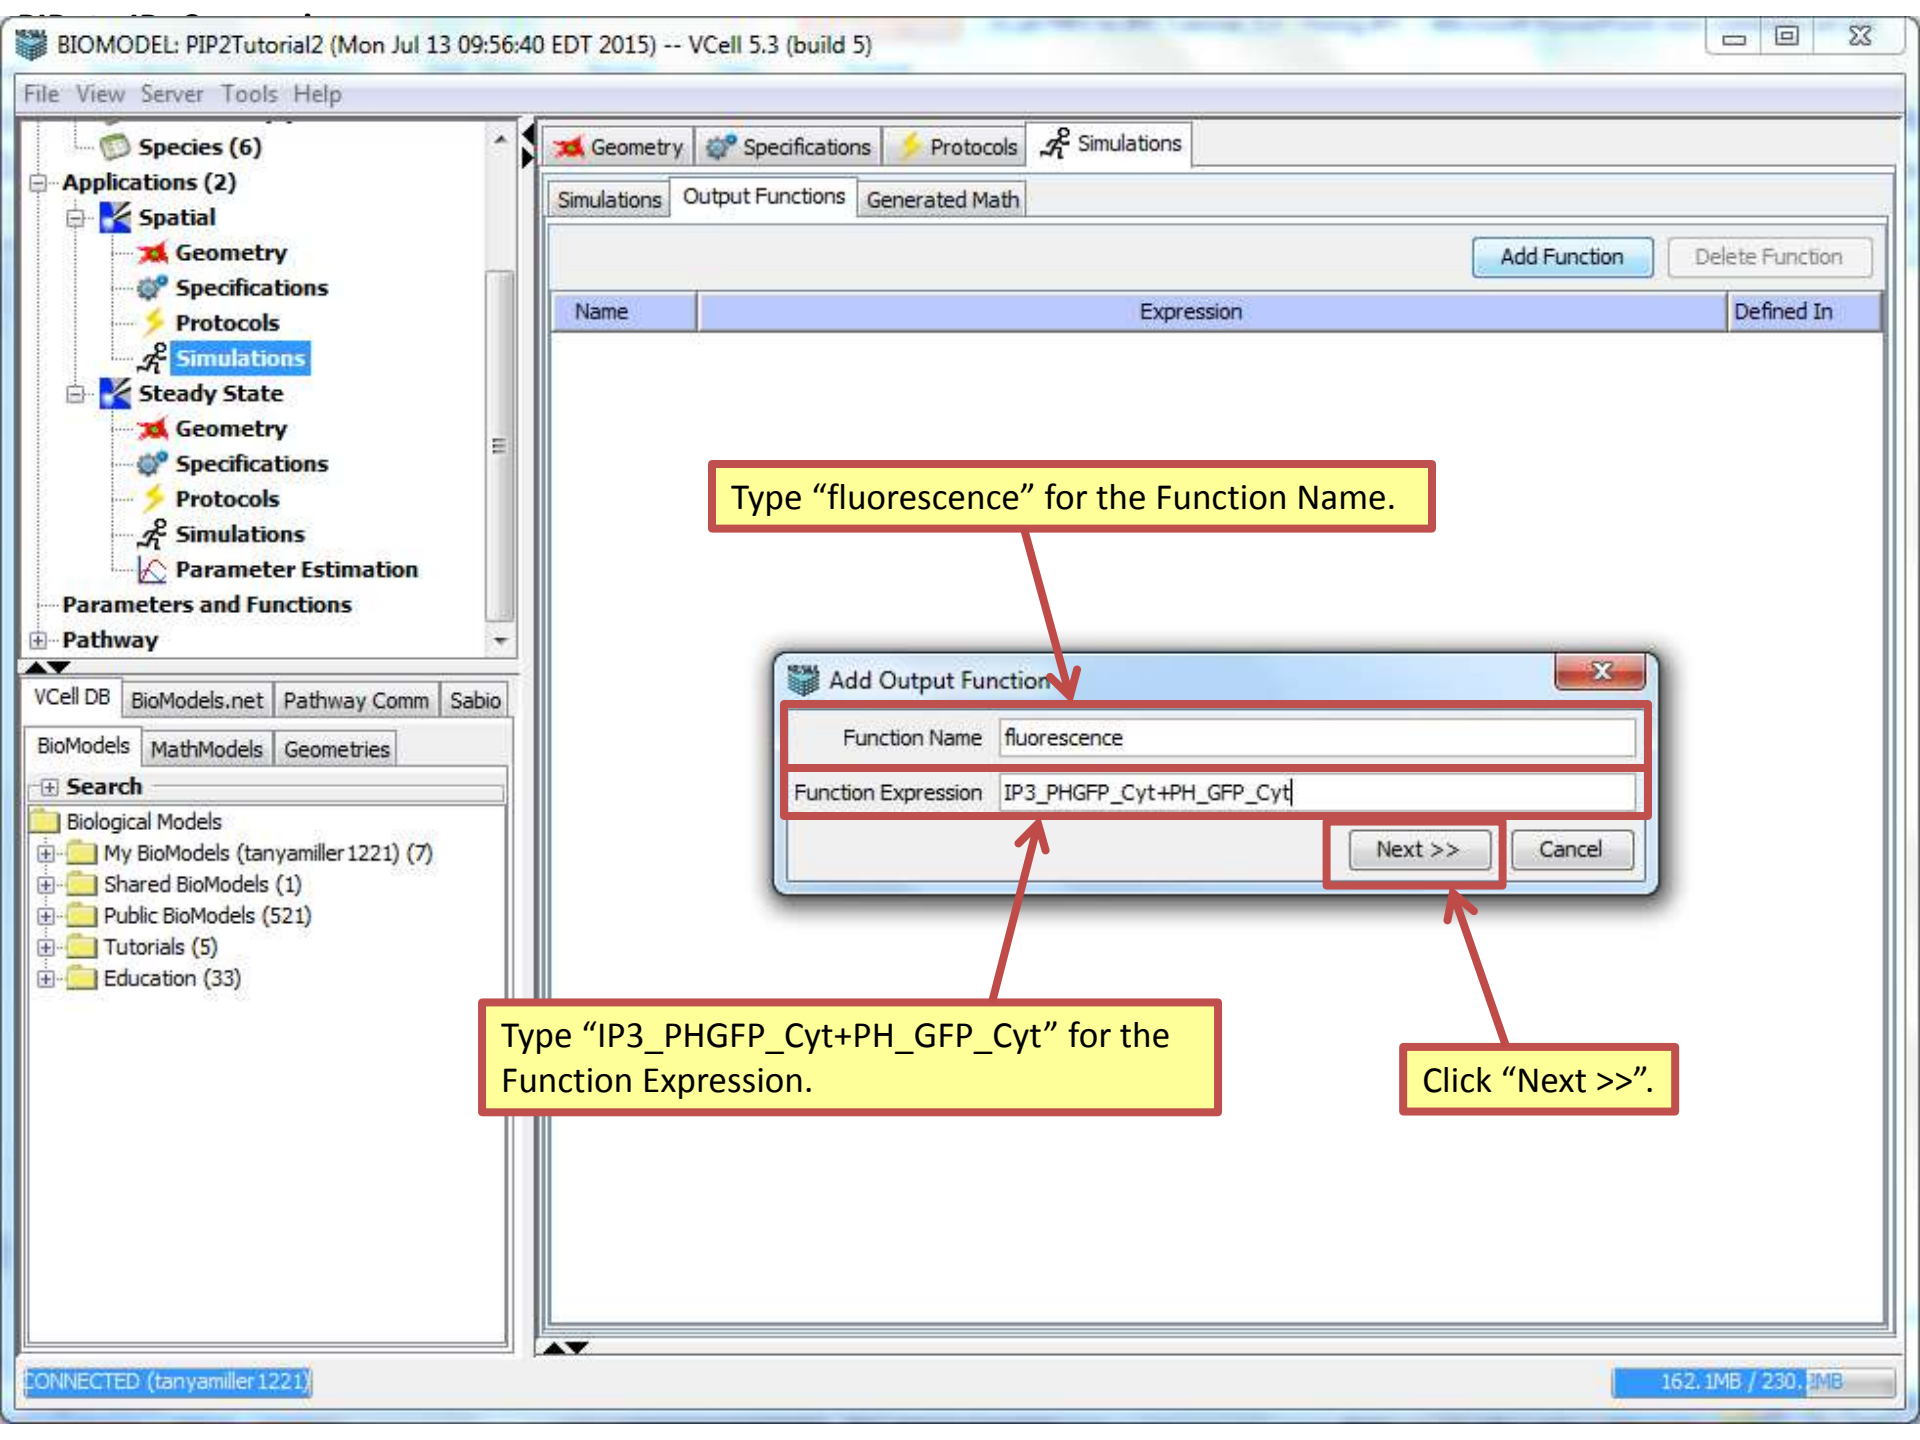 BIOMODEL: PIP2Tutorial2 (Mon Jul 13 09:56:40 EDT 2015) -- VCell 5.3 (build 5)
File View Server Tools Help
Species (6)
Applications (2)
Spatial
Geometry
Specifications
Protocols
Simulations
Steady State
Geometry
Specifications
Protocols
Simulations
Parameter Estimation
Parameters and Functions
Pathway
VCell DB BioModels.net Pathway Comm Sabio
BioModels MathModels Geometries
Search
Biological Models
My BioModels (tanyamiller1221) (7)
Shared BioModels (1)
Public BioModels (521)
Tutorials (5)
Education (33)
Geometry Specifications Protocols Simulations
Simulations Output Functions Generated Math
Add Function Delete Function
Name Expression Defined In
Type “fluorescence” for the Function Name.
Add Output Function
Function Name fluorescence
Function Expression IP3_PHGFP_Cyt+PH_GFP_Cyt
Next >> Cancel
Type “IP3_PHGFP_Cyt+PH_GFP_Cyt” for the
Function Expression.
Click “Next >>”.
CONNECTED (tanyamiller1221)
162.1MB /